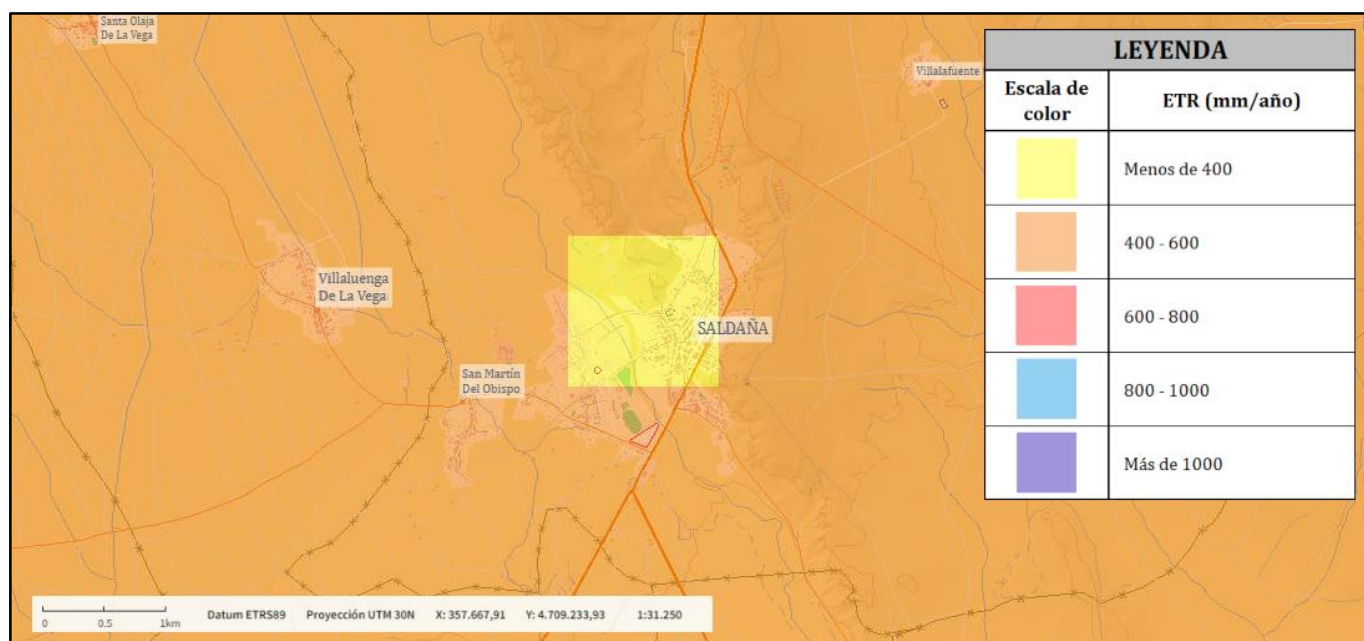 Santa Olaja
De La Vega
Villalafuente
Villaluenga
De La Vega
SALDAÑA
San Martín
Del Obispo
LEYENDA
Escala de
color
ETR (mm/año)
Menos de 400
400 - 600
600 - 800
800 - 1000
Más de 1000
0 0.5 1km
Datum ETRS89 Proyección UTM 30N X: 357.667,91 Y: 4.709.233,93 1:31.250